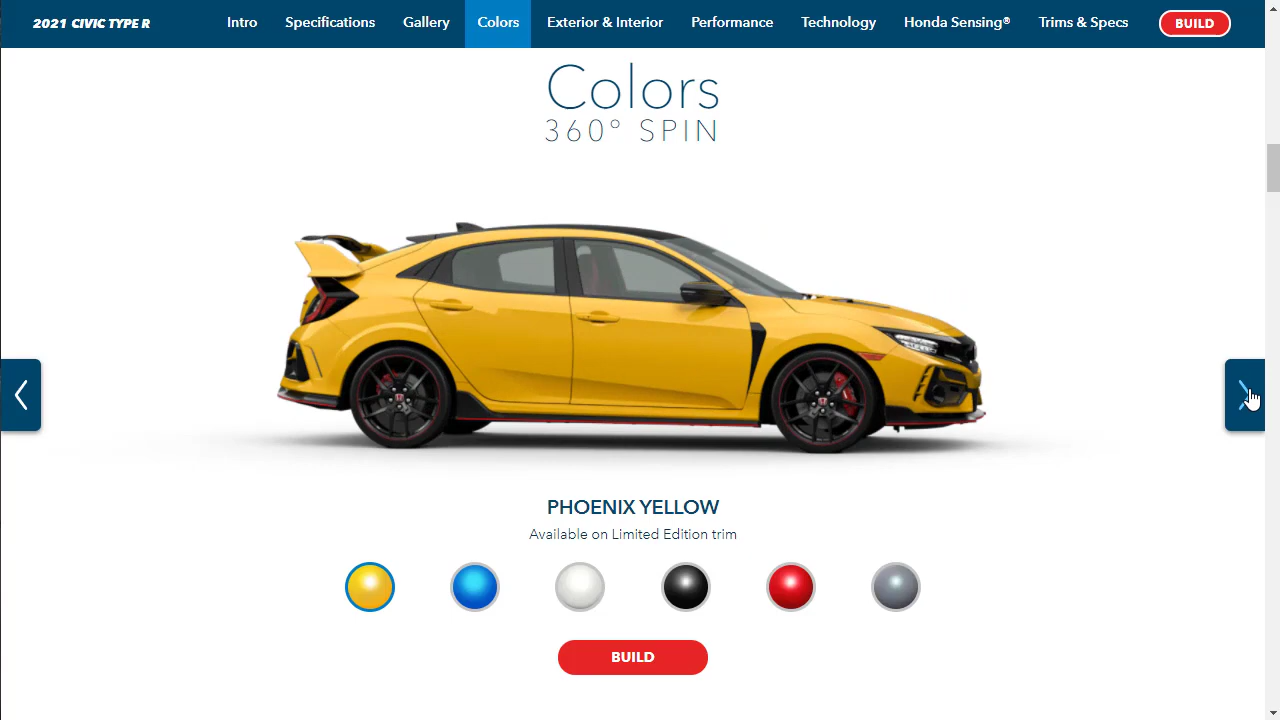 2021 CIVIC TYPE R
Intro
Specifications
Gallery
Colors
Exterior & Interior
Performance
Technology
Honda Sensing®
Trims & Specs
BUILD
Colors
360° SPIN
PHOENIX YELLOW
Available on Limited Edition trim
BUILD